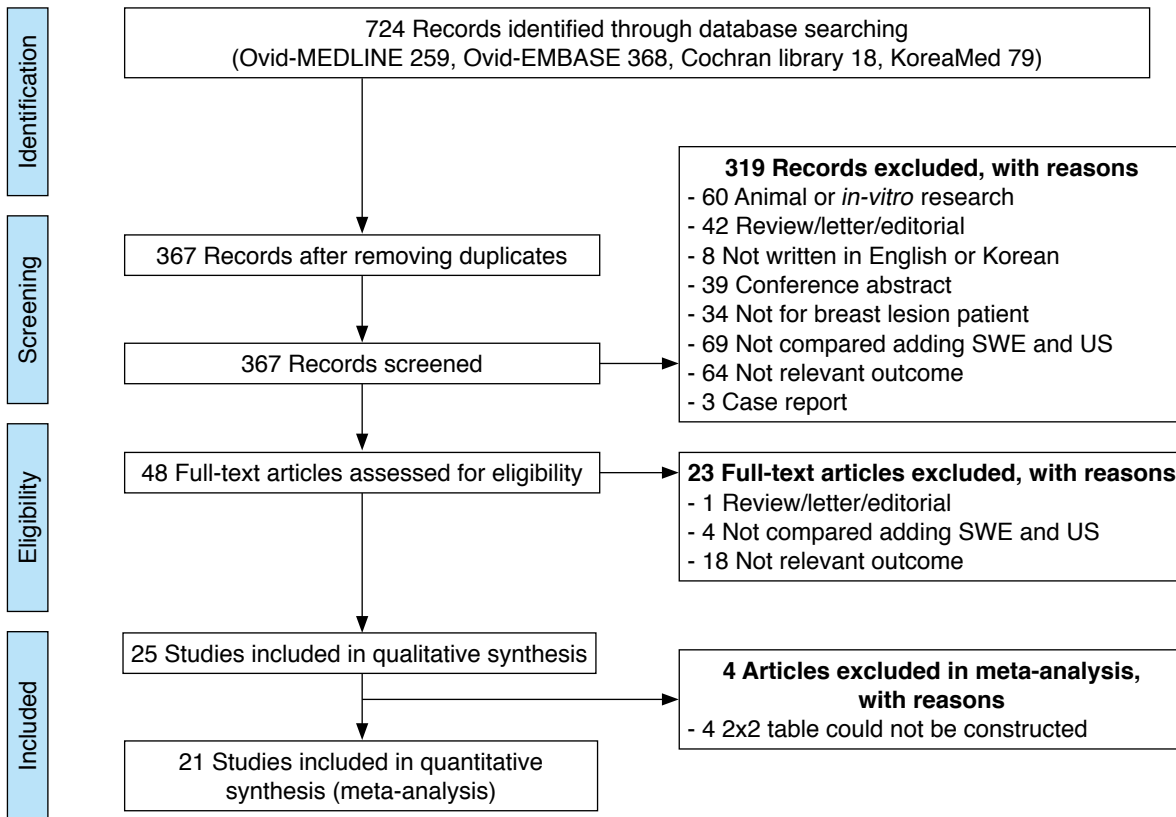 Identification
724 Records identified through database searching
(Ovid-MEDLINE 259, Ovid-EMBASE 368, Cochran library 18, KoreaMed 79)
319 Records excluded, with reasons
- 60 Animal or in-vitro research
- 42 Review/letter/editorial
- 8 Not written in English or Korean
- 39 Conference abstract
- 34 Not for breast lesion patient
- 69 Not compared adding SWE and US
- 64 Not relevant outcome
- 3 Case report
Screening
367 Records after removing duplicates
367 Records screened
Eligibility
48 Full-text articles assessed for eligibility
23 Full-text articles excluded, with reasons
- 1 Review/letter/editorial
- 4 Not compared adding SWE and US
- 18 Not relevant outcome
Included
25 Studies included in qualitative synthesis
4 Articles excluded in meta-analysis,
with reasons
- 4 2x2 table could not be constructed
21 Studies included in quantitative
synthesis (meta-analysis)